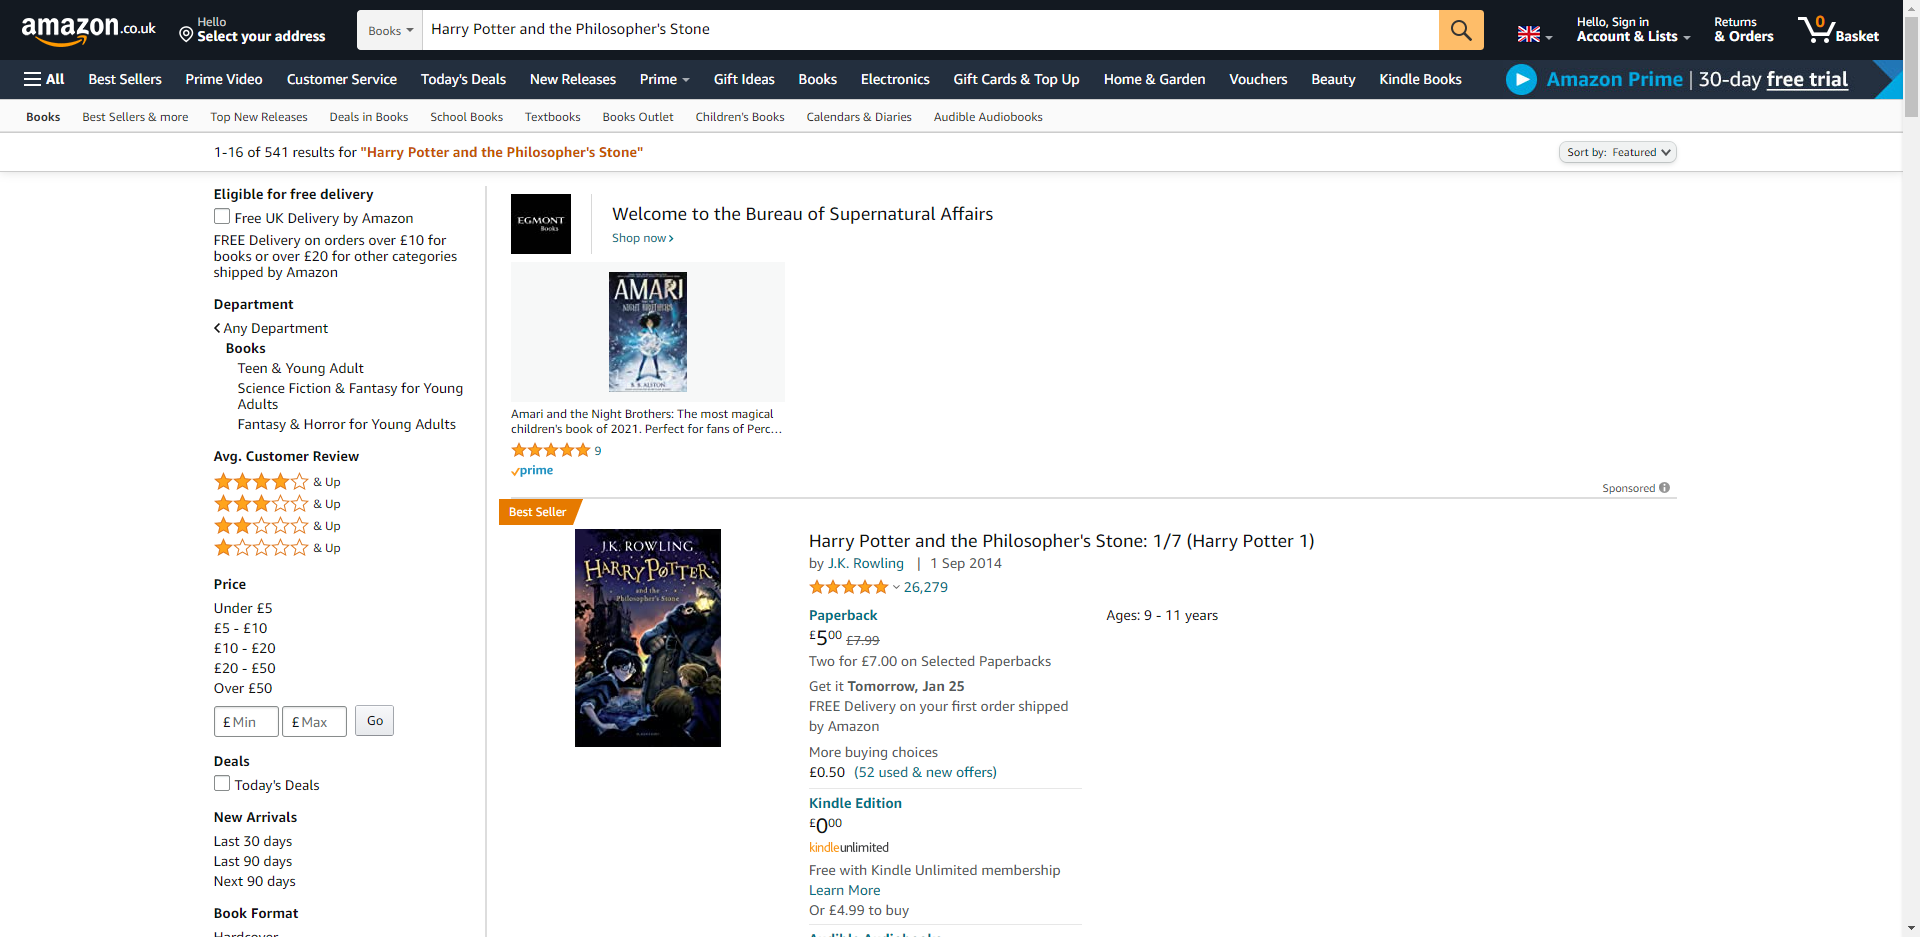 amazon.co.uk
Hello
Select your address
Books
Harry Potter and the Philosopher's Stone
Hello, Sign in
Account & Lists
Returns
& Orders
0
Basket
All
Best Sellers
Prime Video
Customer Service
Today's Deals
New Releases
Prime
Gift Ideas
Books
Electronics
Gift Cards & Top Up
Home & Garden
Vouchers
Beauty
Kindle Books
Amazon Prime | 30-day free trial
Books
Best Sellers & more
Top New Releases
Deals in Books
School Books
Textbooks
Books Outlet
Children's Books
Calendars & Diaries
Audible Audiobooks
1-16 of 541 results for "Harry Potter and the Philosopher's Stone"
Sort by: Featured
Eligible for free delivery
Free UK Delivery by Amazon
FREE Delivery on orders over £10 for
books or over £20 for other categories
shipped by Amazon
Department
Any Department
Books
Teen & Young Adult
Science Fiction & Fantasy for Young
Adults
Fantasy & Horror for Young Adults
Avg. Customer Review
& Up
& Up
& Up
& Up
Price
Under £5
£5 - £10
£10 - £20
£20 - £50
Over £50
£ Min
£ Max
Go
Deals
Today's Deals
New Arrivals
Last 30 days
Last 90 days
Next 90 days
Book Format
Hardcover
EGMONT
Books
Welcome to the Bureau of Supernatural Affairs
Shop now
AMARI
AND THE
NIGHT BROTHERS
B. B. ALSTON
Amari and the Night Brothers: The most magical
children's book of 2021. Perfect for fans of Perc...
9
prime
Sponsored
Best Seller
J.K. ROWLING
HARRY POTTER
and the
Philosopher's Stone
BLOOMSBURY
Harry Potter and the Philosopher's Stone: 1/7 (Harry Potter 1)
by J.K. Rowling | 1 Sep 2014
26,279
Paperback
£500 £7.99
Two for £7.00 on Selected Paperbacks
Get it Tomorrow, Jan 25
FREE Delivery on your first order shipped
by Amazon
More buying choices
£0.50 (52 used & new offers)
Kindle Edition
£000
kindleunlimited
Free with Kindle Unlimited membership
Learn More
Or £4.99 to buy
Audible Audiobooks
Ages: 9 - 11 years